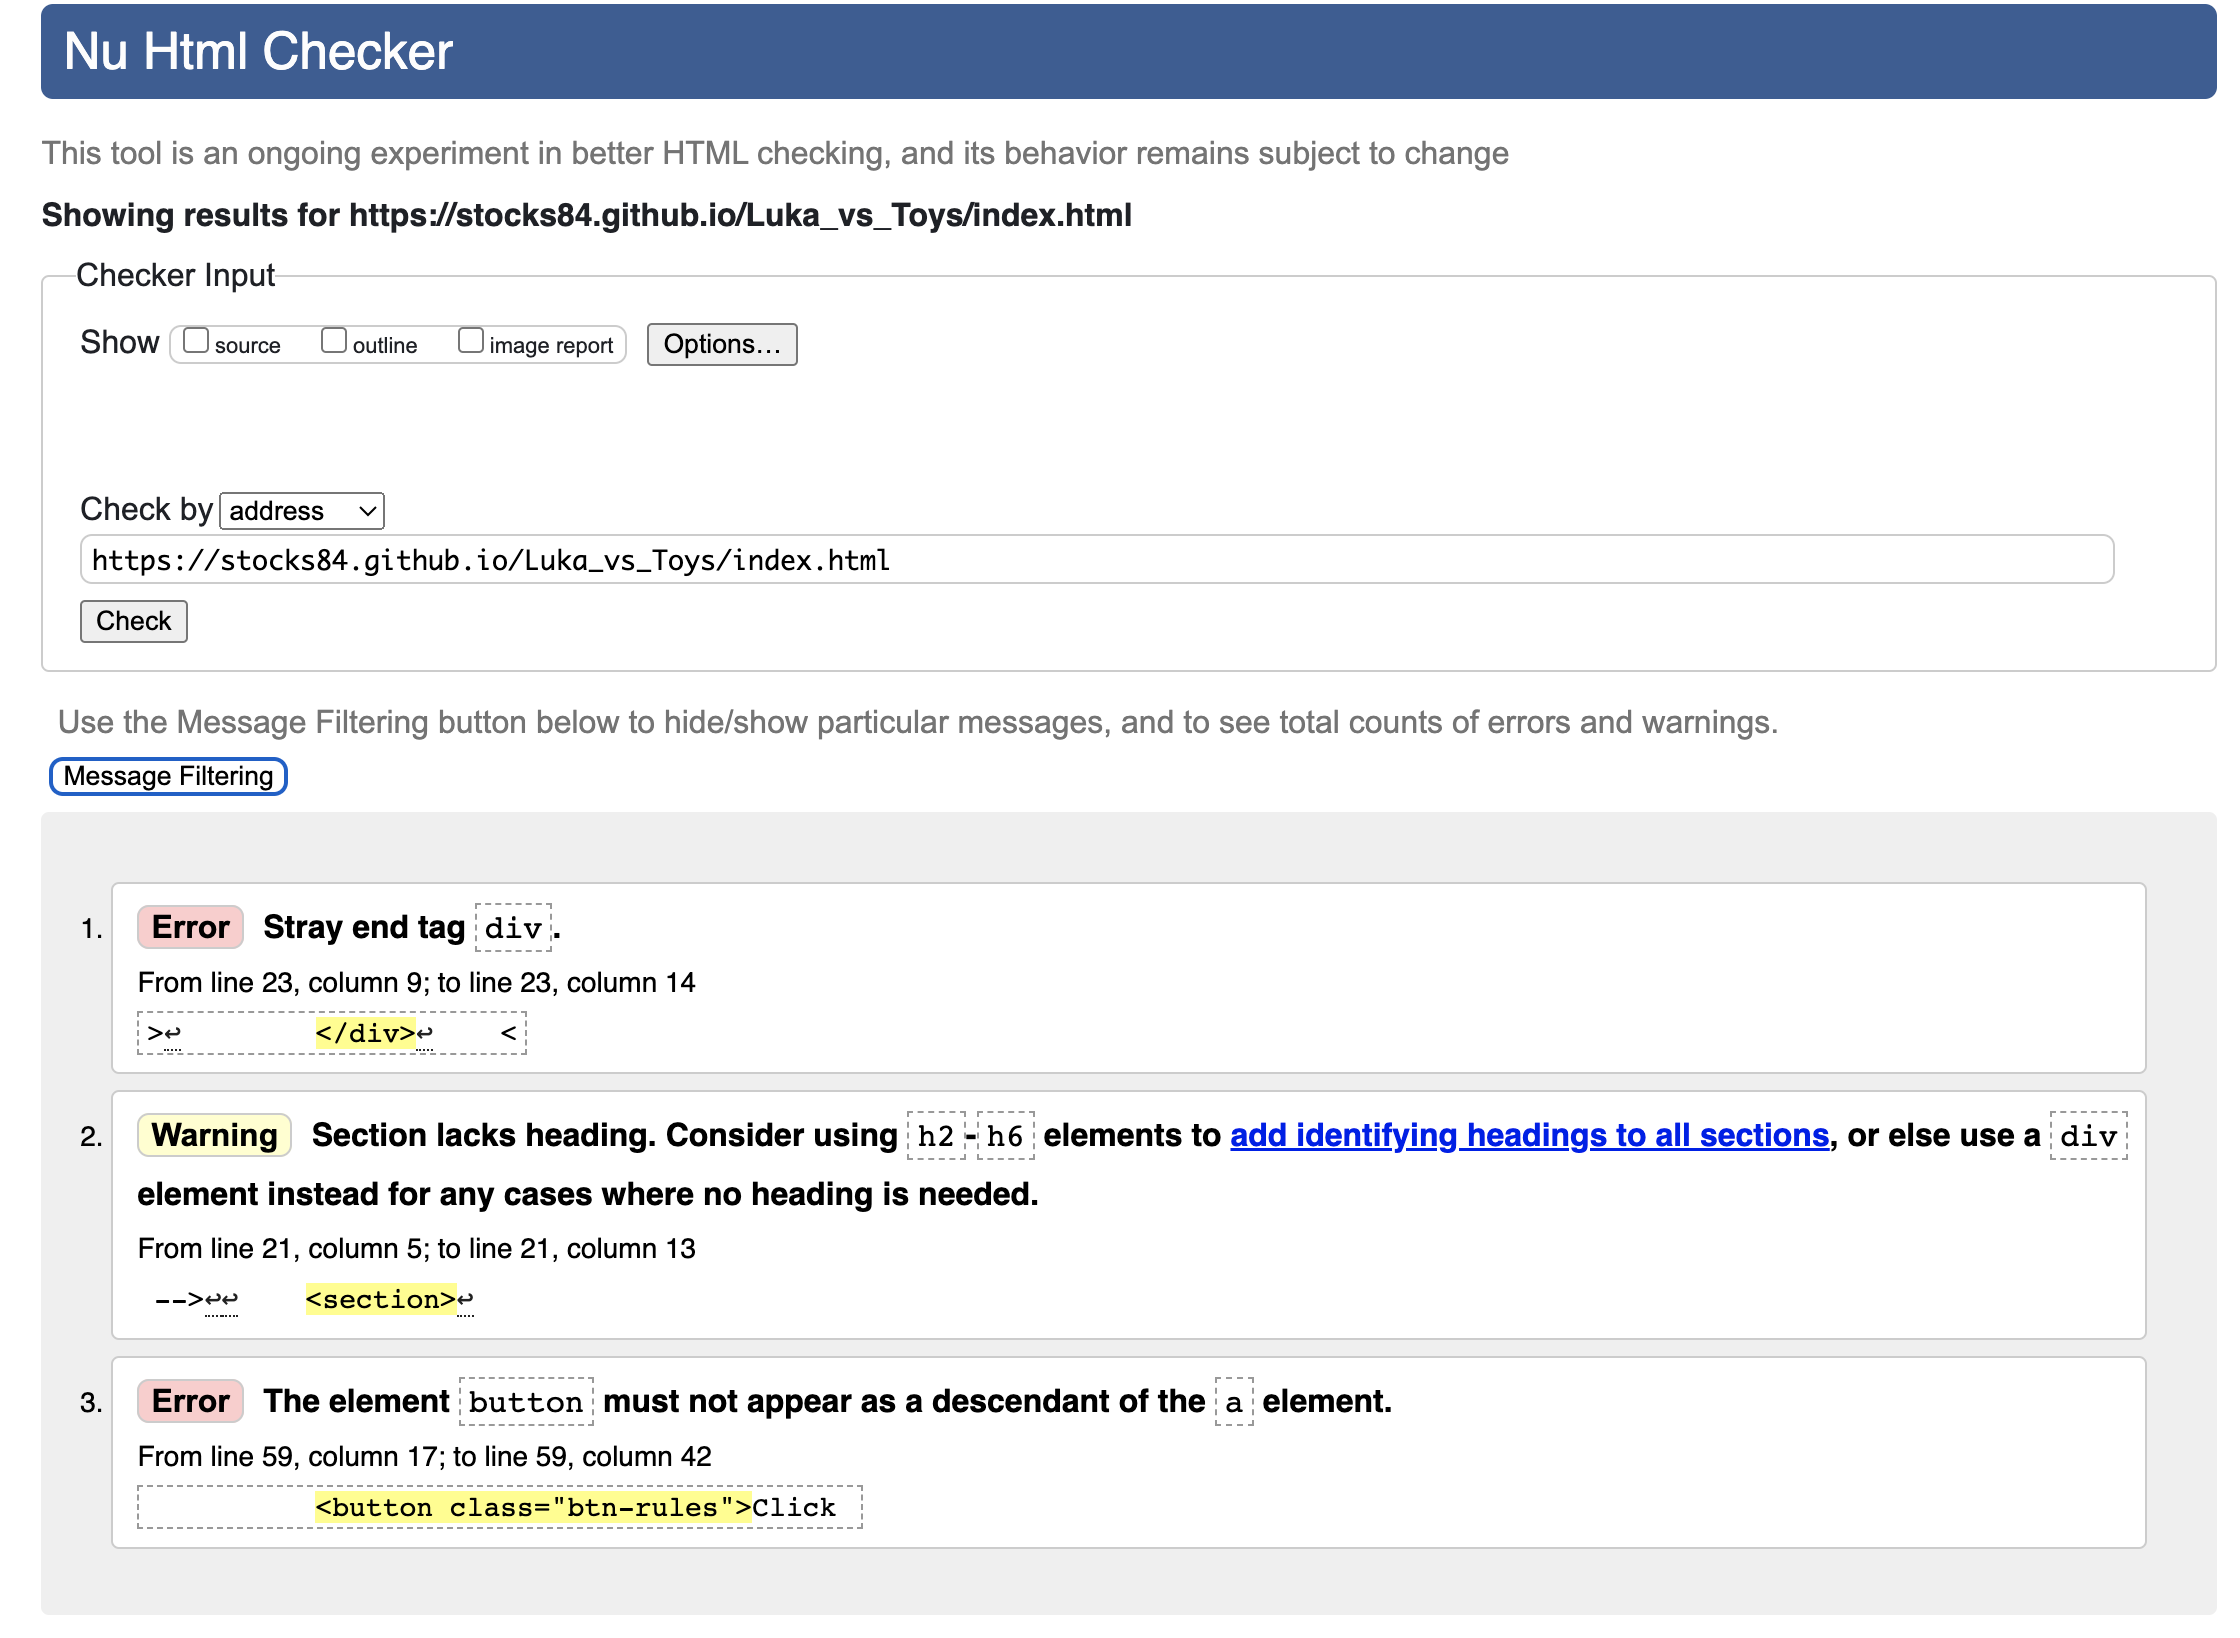 Nu Html Checker
This tool is an ongoing experiment in better HTML checking, and its behavior remains subject to change
Showing results for https://stocks84.github.io/Luka_vs_Toys/index.html
Checker Input
Show source outline image report Options...
Check by address
https://stocks84.github.io/Luka_vs_Toys/index.html
Check
Use the Message Filtering button below to hide/show particular messages, and to see total counts of errors and warnings.
Message Filtering
1. Error Stray end tag div.
From line 23, column 9; to line 23, column 14
>↩ </div>↩ <
2. Warning Section lacks heading. Consider using h2-h6 elements to add identifying headings to all sections, or else use a div
element instead for any cases where no heading is needed.
From line 21, column 5; to line 21, column 13
-->↩↩ <section>↩
3. Error The element button must not appear as a descendant of the a element.
From line 59, column 17; to line 59, column 42
<button class="btn-rules">Click